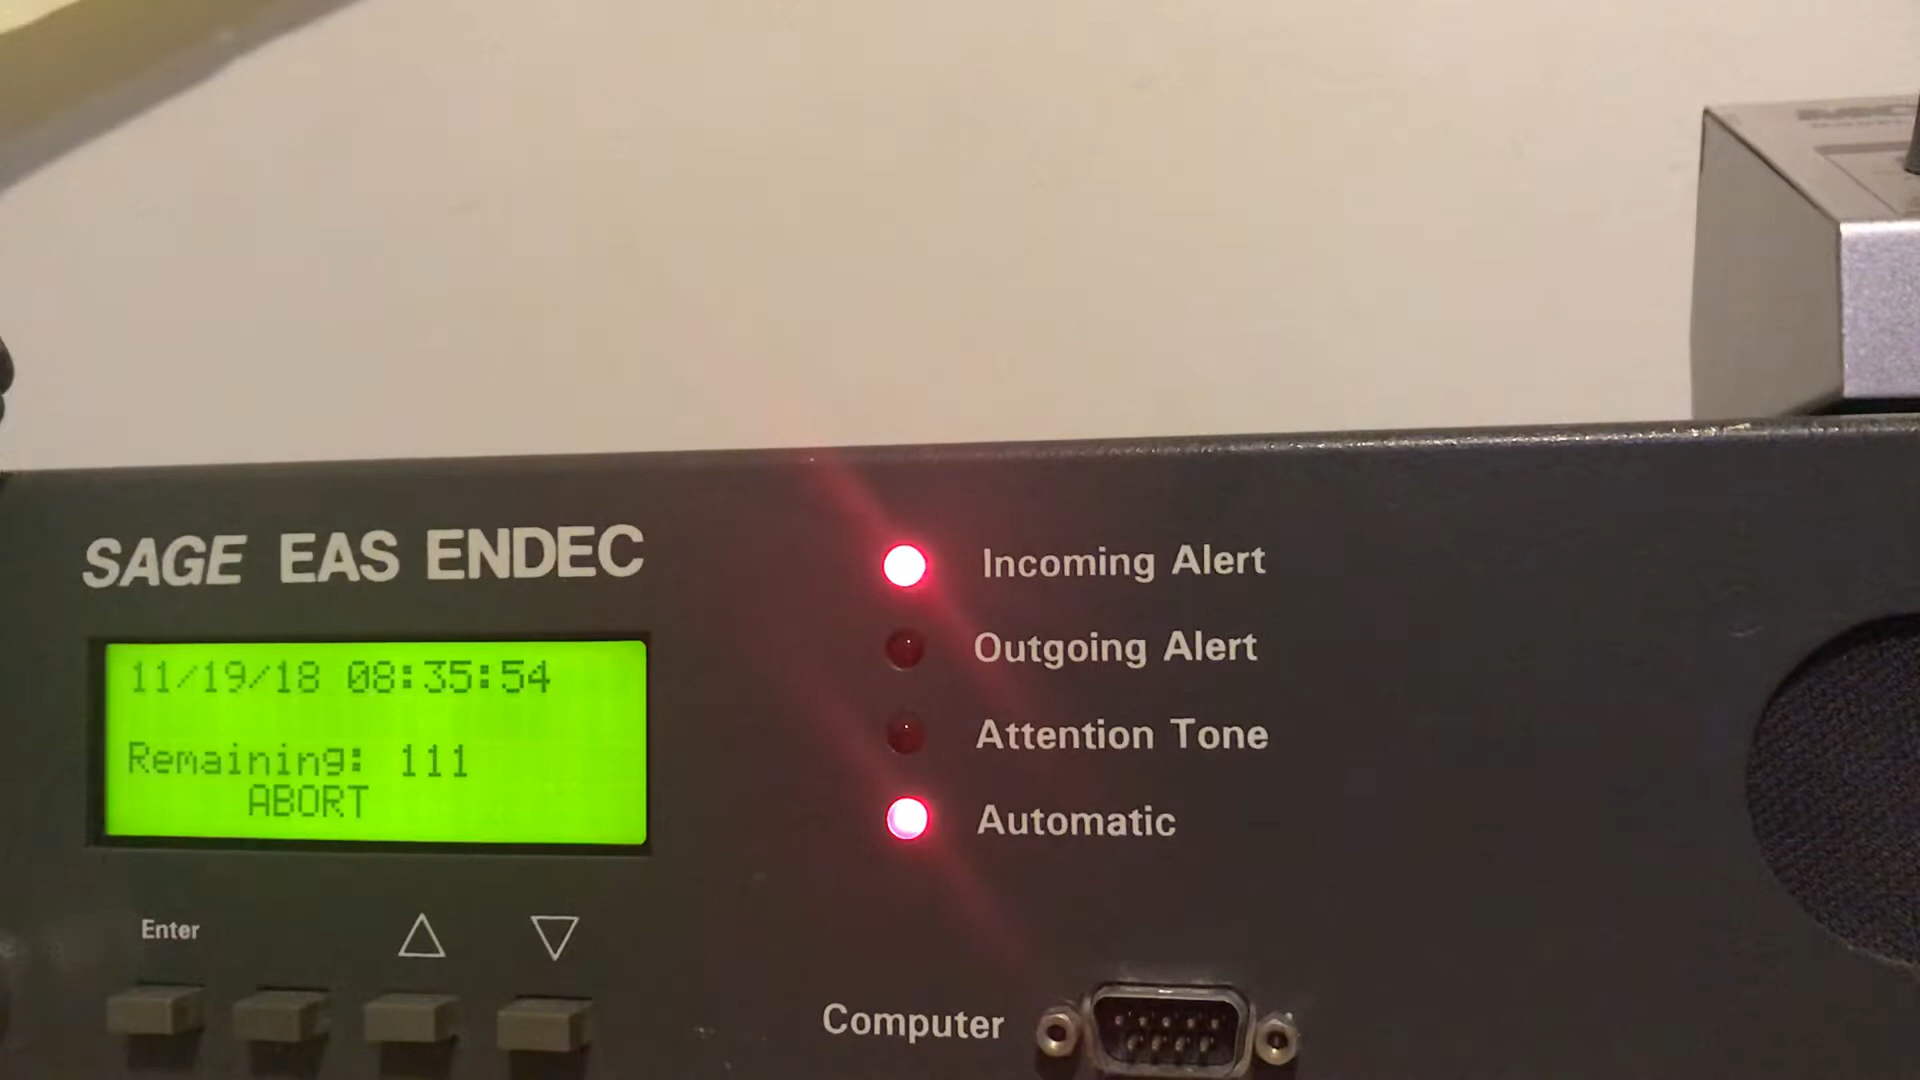 SAGE EAS ENDEC
11/19/18 08:35:54
Remaining: 111
ABORT
Enter
Incoming Alert
Outgoing Alert
Attention Tone
Automatic
Computer